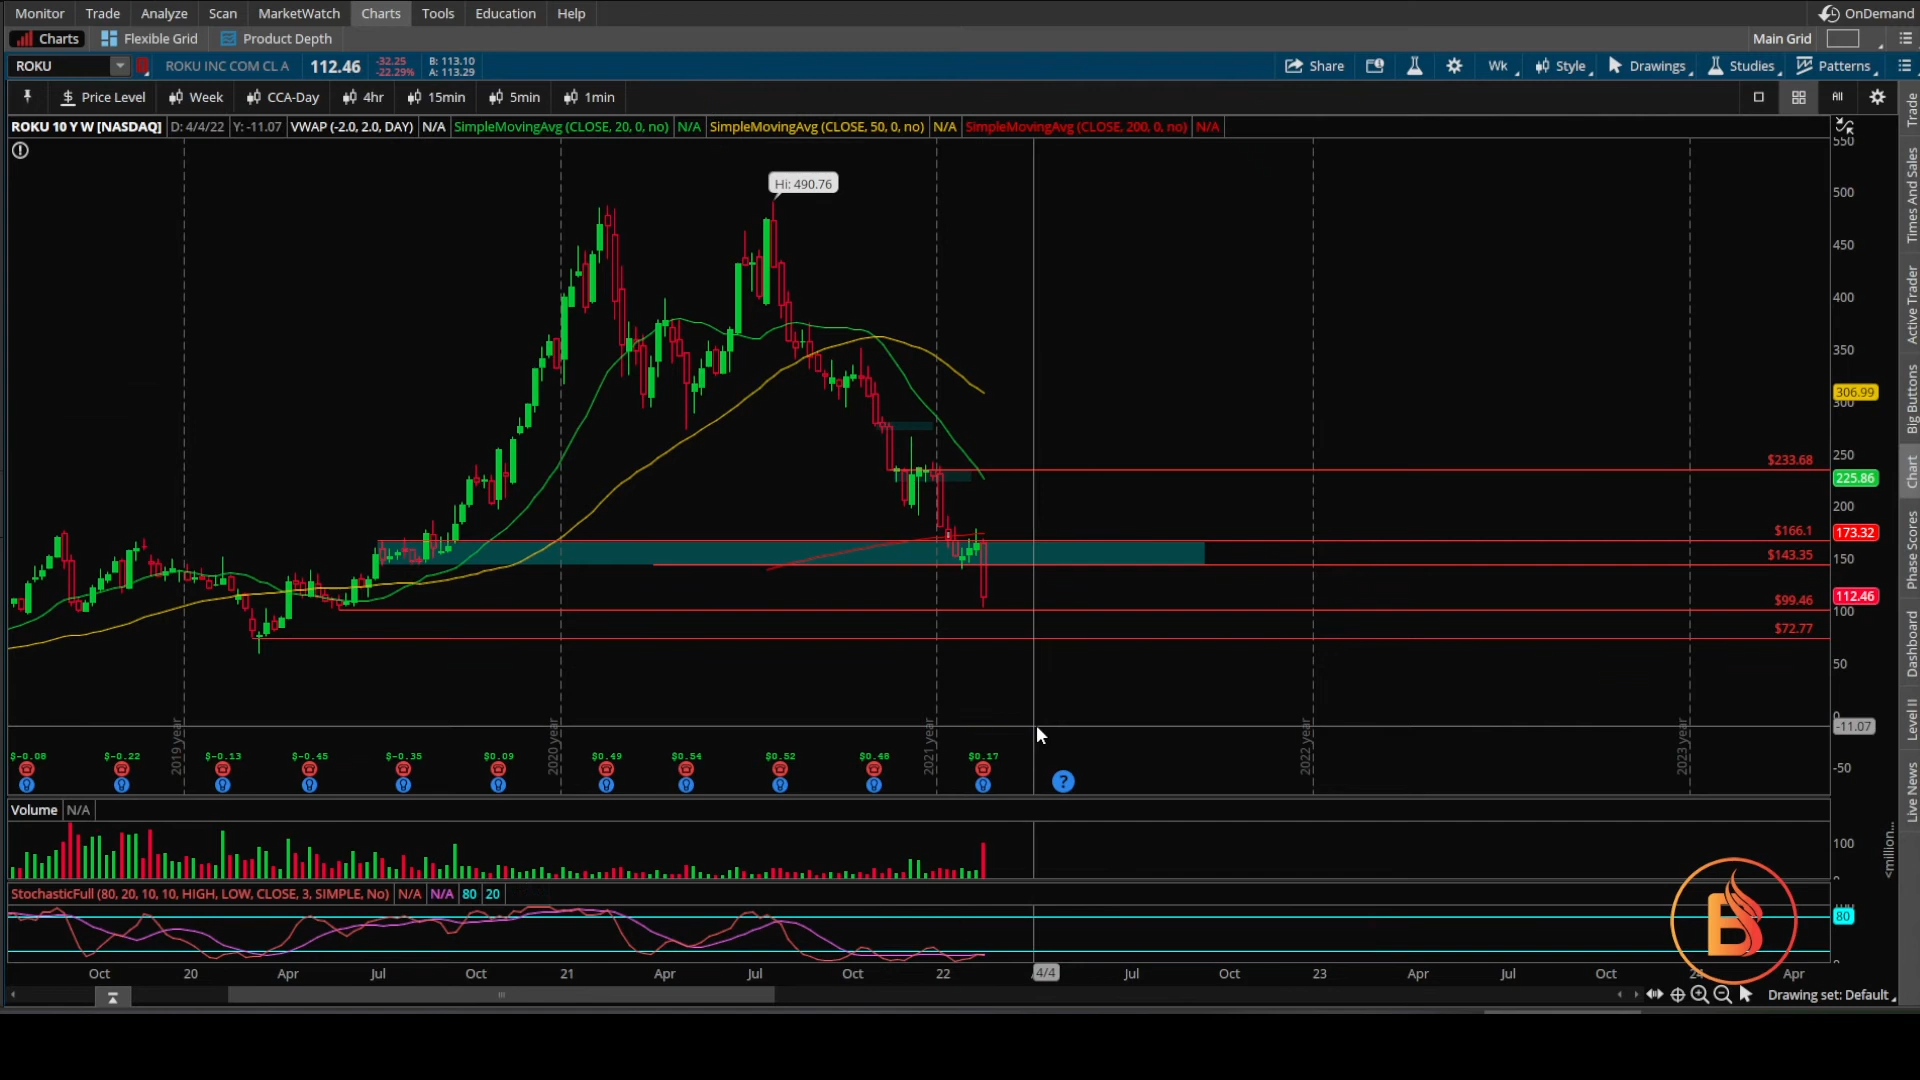 Monitor Trade Analyze Scan MarketWatch Charts Tools Education Help OnDemand
Charts Flexible Grid Product Depth Main Grid
ROKU ROKU INC COM CL A 112.46 -32.25 -22.29% B: 113.10 A: 113.29 Share Wk Style Drawings Studies Patterns
$ Price Level Week CCA-Day 4hr 15min 5min 1min All
ROKU 10 Y W [NASDAQ] D: 4/4/22 Y: -11.07 VWAP (-2.0, 2.0, DAY) N/A SimpleMovingAvg (CLOSE, 20, 0, no) N/A SimpleMovingAvg (CLOSE, 50, 0, no) N/A SimpleMovingAvg (CLOSE, 200, 0, no) N/A
550
Hi: 490.76
500
450
400
350
306.99
300
$233.68
250
225.86
200
$166.1
173.32
$143.35
150
$99.46
112.46
100
$72.77
50
0
-11.07
-50
2019 year
2020 year
2021 year
2022 year
2023 year
$-0.08 $-0.22 $-0.13 $-0.45 $-0.35 $0.09 $0.49 $0.54 $0.52 $0.48 $0.17
?
Volume N/A
100
<million...
StochasticFull (80, 20, 10, 10, HIGH, LOW, CLOSE, 3, SIMPLE, No) N/A N/A 80 20
80
Oct 20 Apr Jul Oct 21 Apr Jul Oct 22 4/4 Jul Oct 23 Apr Jul Oct 24 Apr
Drawing set: Default
Trade
Times And Sales
Active Trader
Big Buttons
Chart
Phase Scores
Dashboard
Level II
Live News
B